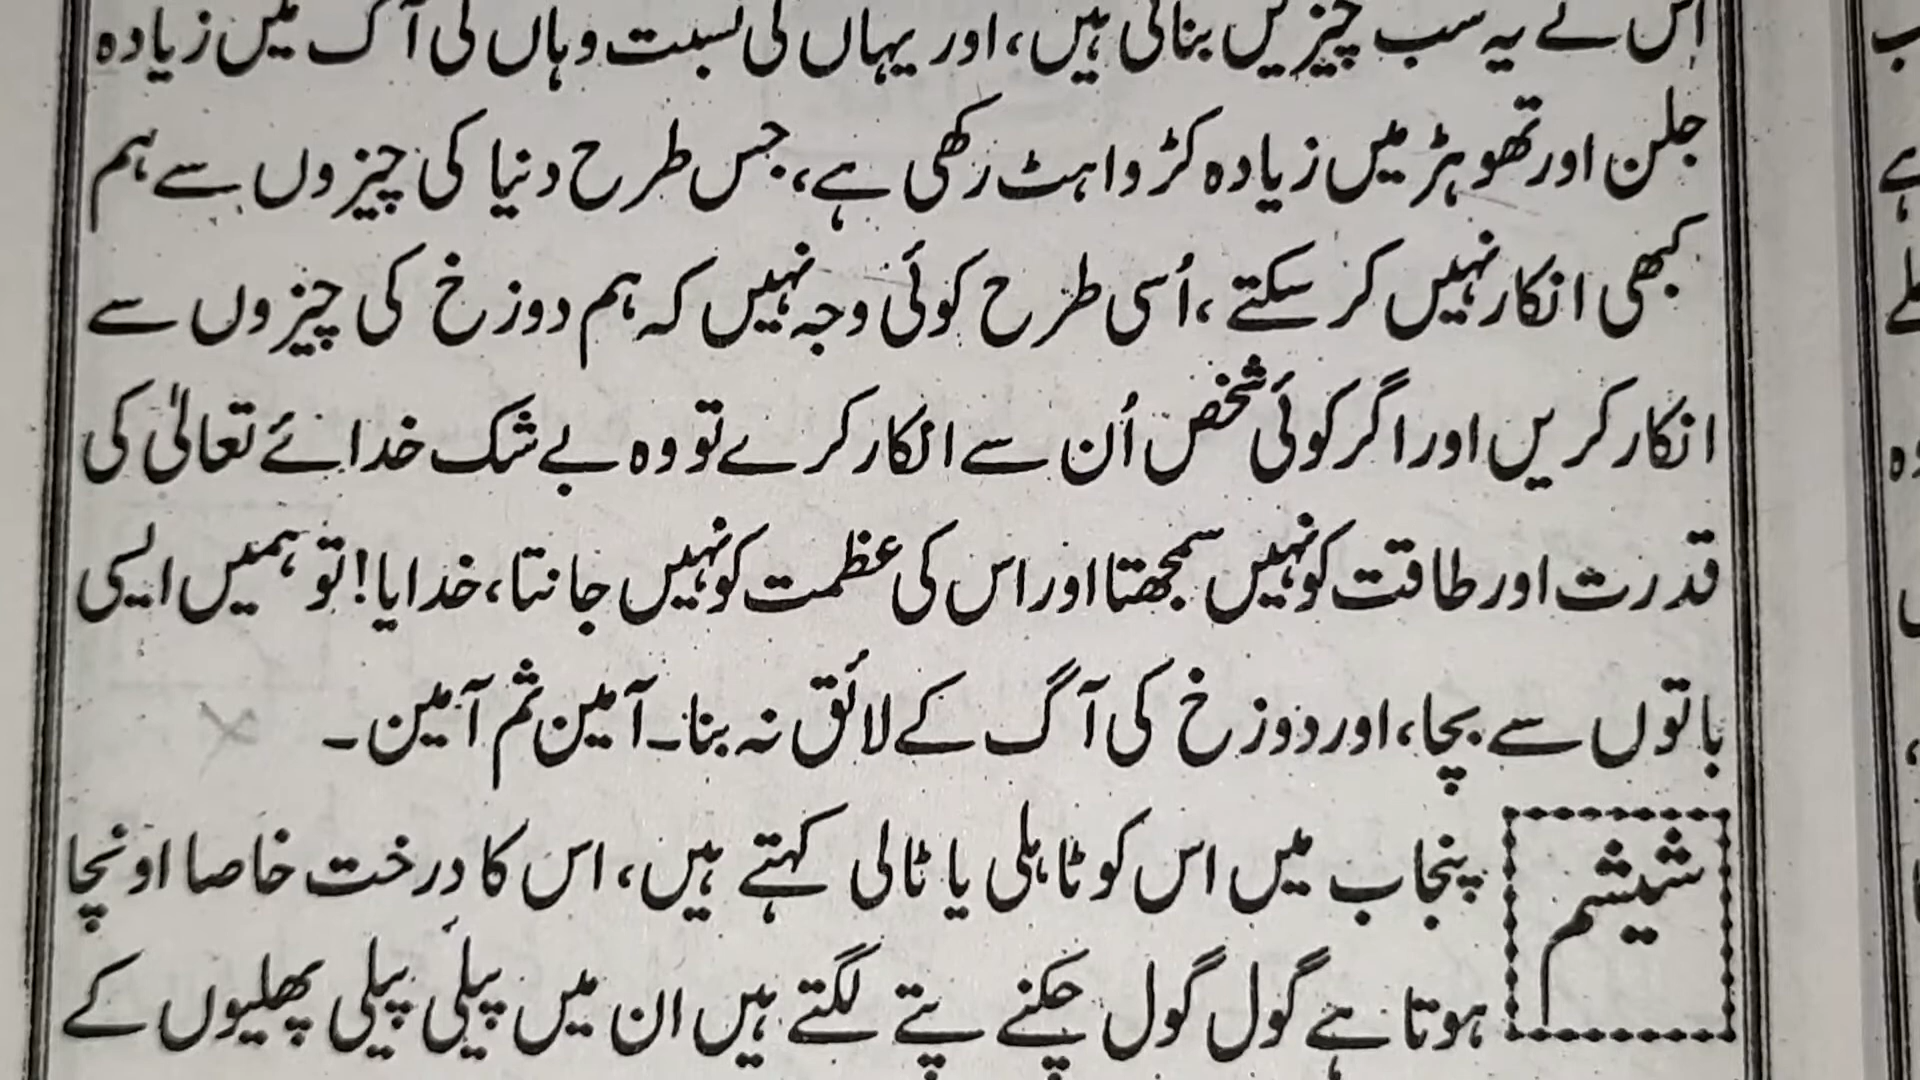 اس نے یہ سب چیزیں بنائی ہیں، اور یہاں کی نسبت وہاں کی آگ میں زیادہ
جلن اور تھوہڑ میں زیادہ کڑواہٹ رکھی ہے، جس طرح دنیا کی چیزوں سے ہم
کبھی انکار نہیں کر سکتے، اُسی طرح کوئی وجہ نہیں کہ ہم دوزخ کی چیزوں سے
انکار کریں اور اگر کوئی شخص اُن سے انکار کرے تو وہ بے شک خدائے تعالیٰ کی
قدرت اور طاقت کو نہیں سمجھتا اور اس کی عظمت کو نہیں جانتا، خدایا! تو ہمیں ایسی
باتوں سے بچا، اور دوزخ کی آگ کے لائق نہ بنا۔ آمین ثم آمین۔
شیشم
پنجاب میں اس کو ٹاہلی یا ٹالی کہتے ہیں، اس کا درخت خاصا اونچا
ہوتا ہے گول گول چکنے پتے لگتے ہیں ان میں پیلی پیلی پھلیوں کے